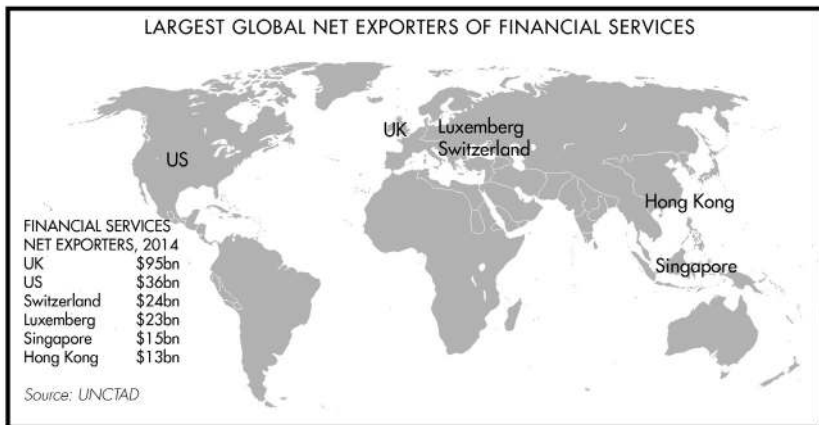 LARGEST GLOBAL NET EXPORTERS OF FINANCIAL SERVICES
UK
Luxemberg
Switzerland
US
Hong Kong
Singapore
FINANCIAL SERVICES
NET EXPORTERS, 2014
UK $95bn
US $36bn
Switzerland $24bn
Luxemberg $23bn
Singapore $15bn
Hong Kong $13bn
Source: UNCTAD